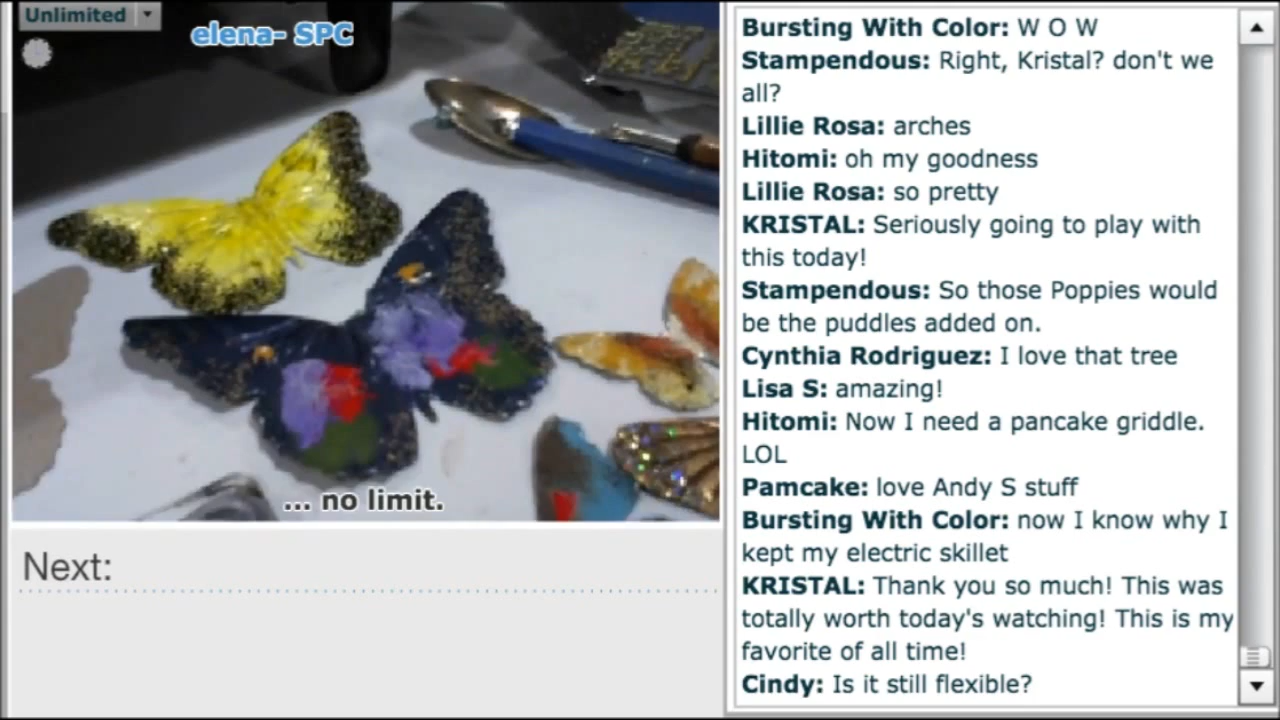 Unlimited
elena- SPC
... no limit.
Next:
Bursting With Color: W O W
Stampendous: Right, Kristal? don't we
all?
Lillie Rosa: arches
Hitomi: oh my goodness
Lillie Rosa: so pretty
KRISTAL: Seriously going to play with
this today!
Stampendous: So those Poppies would
be the puddles added on.
Cynthia Rodriguez: I love that tree
Lisa S: amazing!
Hitomi: Now I need a pancake griddle.
LOL
Pamcake: love Andy S stuff
Bursting With Color: now I know why I
kept my electric skillet
KRISTAL: Thank you so much! This was
totally worth today's watching! This is my
favorite of all time!
Cindy: Is it still flexible?